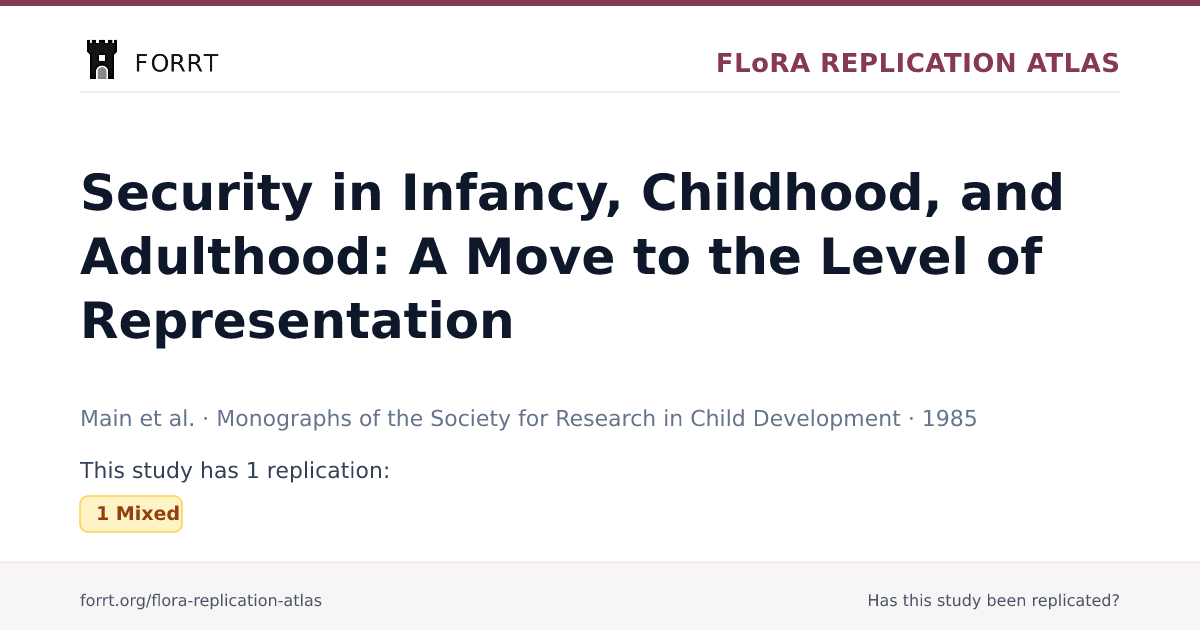 FORRT
FLoRA REPLICATION ATLAS
Security in Infancy, Childhood, and
Adulthood: A Move to the Level of
Representation
Main et al. · Monographs of the Society for Research in Child Development · 1985
This study has 1 replication:
1 Mixed
forrt.org/flora-replication-atlas
Has this study been replicated?